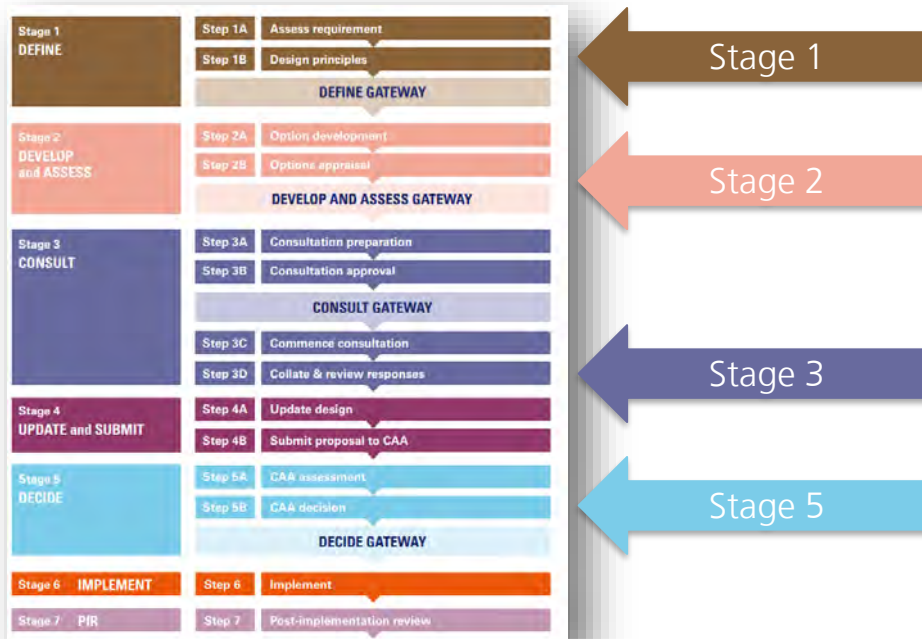 Stage 1
DEFINE
Step 1A Assess requirement
Step 1B Design principles
DEFINE GATEWAY
Stage 2
DEVELOP
and ASSESS
Step 2A Option development
Step 2B Options appraisal
DEVELOP AND ASSESS GATEWAY
Stage 3
CONSULT
Step 3A Consultation preparation
Step 3B Consultation approval
CONSULT GATEWAY
Step 3C Commence consultation
Step 3D Collate & review responses
Stage 4
UPDATE and SUBMIT
Step 4A Update design
Step 4B Submit proposal to CAA
Stage 5
DECIDE
Step 5A CAA assessment
Step 5B CAA decision
DECIDE GATEWAY
Stage 6 IMPLEMENT Step 6 Implement
Stage 7 PIR Step 7 Post-implementation review
Stage 1
Stage 2
Stage 3
Stage 5